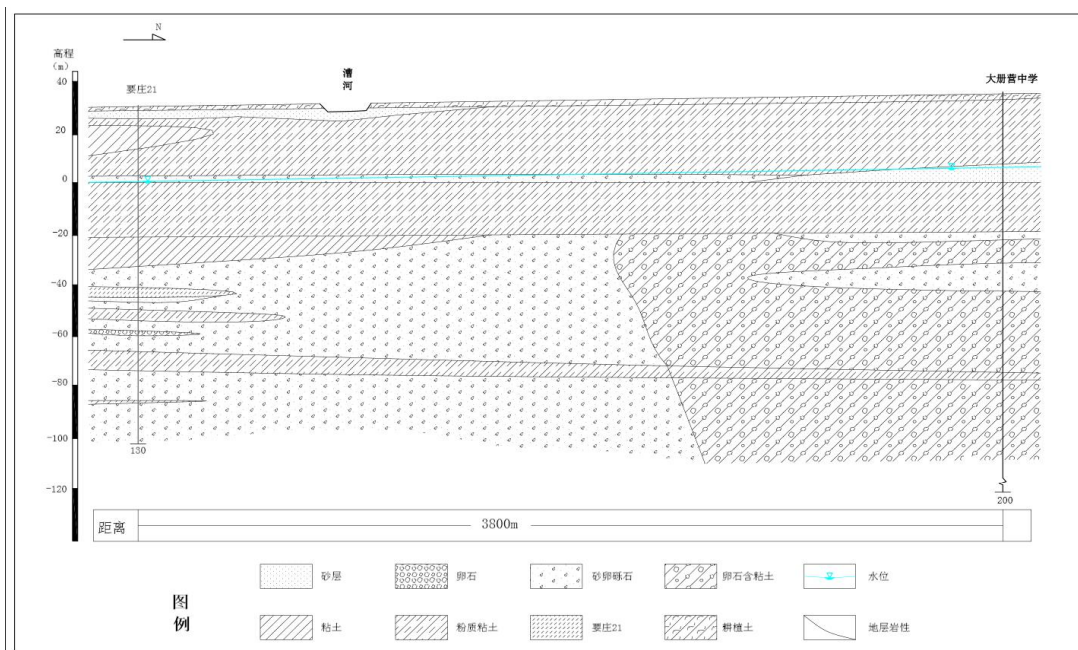 N
高程
(m)
漕
河
要庄21
大册营中学
40
20
0
-20
-40
-60
-80
-100
-120
130
200
距离
3800m
图
例
砂层
卵石
砂卵砾石
卵石含粘土
水位
粘土
粉质粘土
要庄21
耕植土
地层岩性